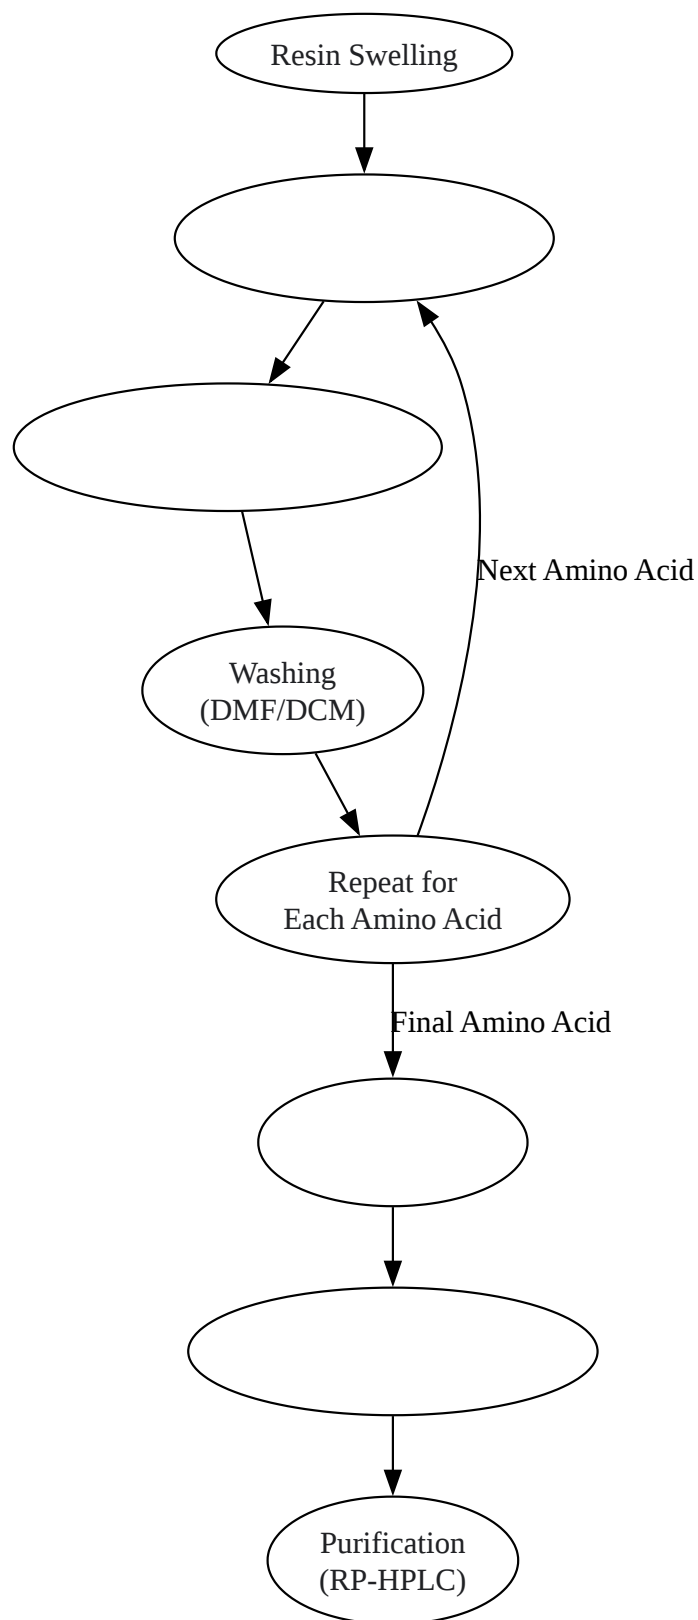 Resin Swelling
Next Amino Acid
Washing
(DMF/DCM)
Repeat for
Each Amino Acid
Final Amino Acid
Purification
(RP-HPLC)